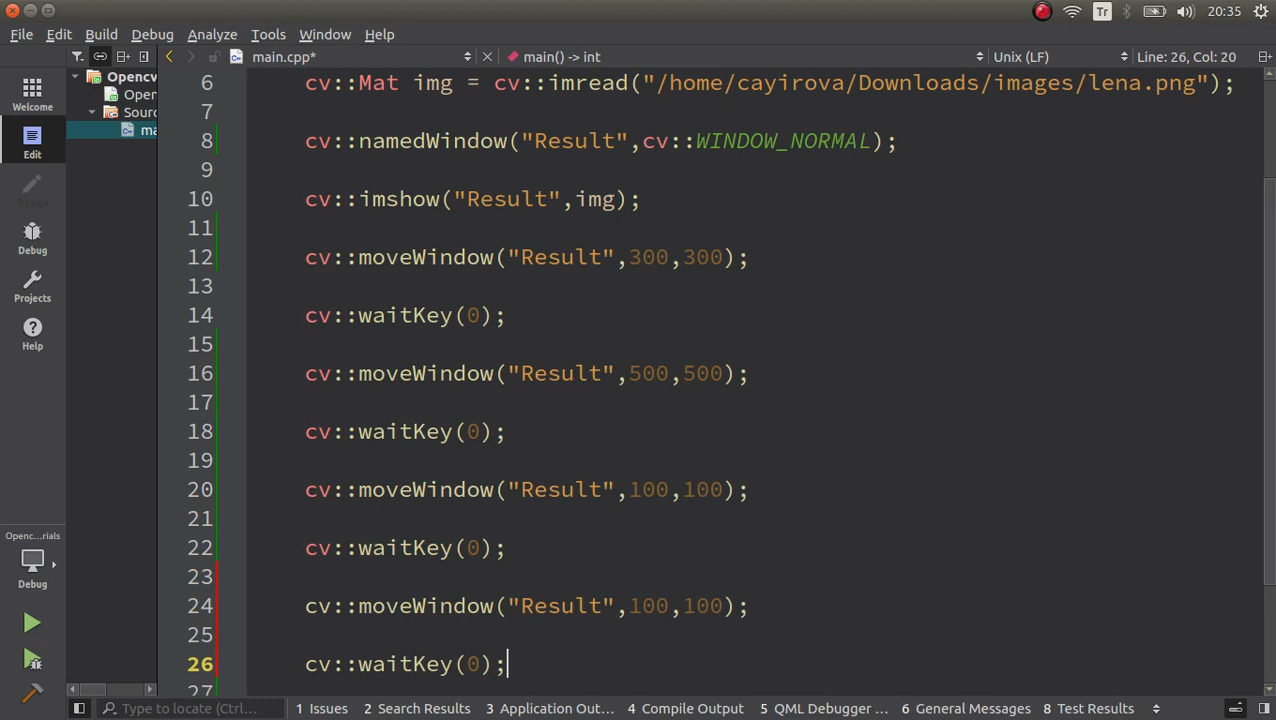 Tr
20:35
File Edit Build Debug Analyze Tools Window Help
main.cpp*
main() -> int
Unix (LF)
Line: 26, Col: 20
Welcome
Edit
Design
Debug
Projects
Help
Opencv
Open
Sourc
ma
6 cv::Mat img = cv::imread("/home/cayirova/Downloads/images/lena.png");
7
8 cv::namedWindow("Result",cv::WINDOW_NORMAL);
9
10 cv::imshow("Result",img);
11
12 cv::moveWindow("Result",300,300);
13
14 cv::waitKey(0);
15
16 cv::moveWindow("Result",500,500);
17
18 cv::waitKey(0);
19
20 cv::moveWindow("Result",100,100);
21
22 cv::waitKey(0);
23
24 cv::moveWindow("Result",100,100);
25
26 cv::waitKey(0);
27
Openc...rials
Debug
Type to locate (Ctrl...
1 Issues
2 Search Results
3 Application Out...
4 Compile Output
5 QML Debugger ...
6 General Messages
8 Test Results